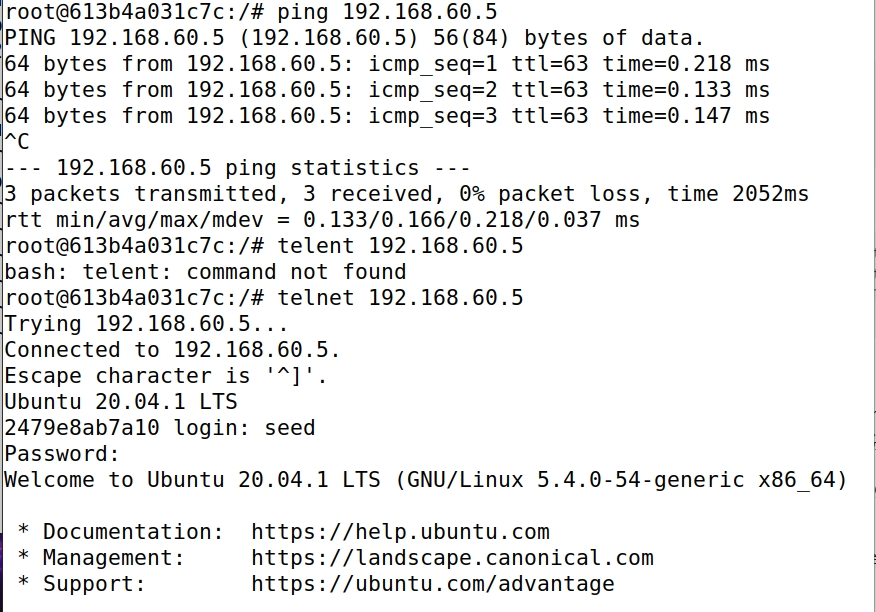 root@613b4a031c7c:/# ping 192.168.60.5
PING 192.168.60.5 (192.168.60.5) 56(84) bytes of data.
64 bytes from 192.168.60.5: icmp_seq=1 ttl=63 time=0.218 ms
64 bytes from 192.168.60.5: icmp_seq=2 ttl=63 time=0.133 ms
64 bytes from 192.168.60.5: icmp_seq=3 ttl=63 time=0.147 ms
^C
--- 192.168.60.5 ping statistics ---
3 packets transmitted, 3 received, 0% packet loss, time 2052ms
rtt min/avg/max/mdev = 0.133/0.166/0.218/0.037 ms
root@613b4a031c7c:/# telent 192.168.60.5
bash: telent: command not found
root@613b4a031c7c:/# telnet 192.168.60.5
Trying 192.168.60.5...
Connected to 192.168.60.5.
Escape character is '^]'.
Ubuntu 20.04.1 LTS
2479e8ab7a10 login: seed
Password:
Welcome to Ubuntu 20.04.1 LTS (GNU/Linux 5.4.0-54-generic x86_64)

 * Documentation:  https://help.ubuntu.com
 * Management:     https://landscape.canonical.com
 * Support:        https://ubuntu.com/advantage